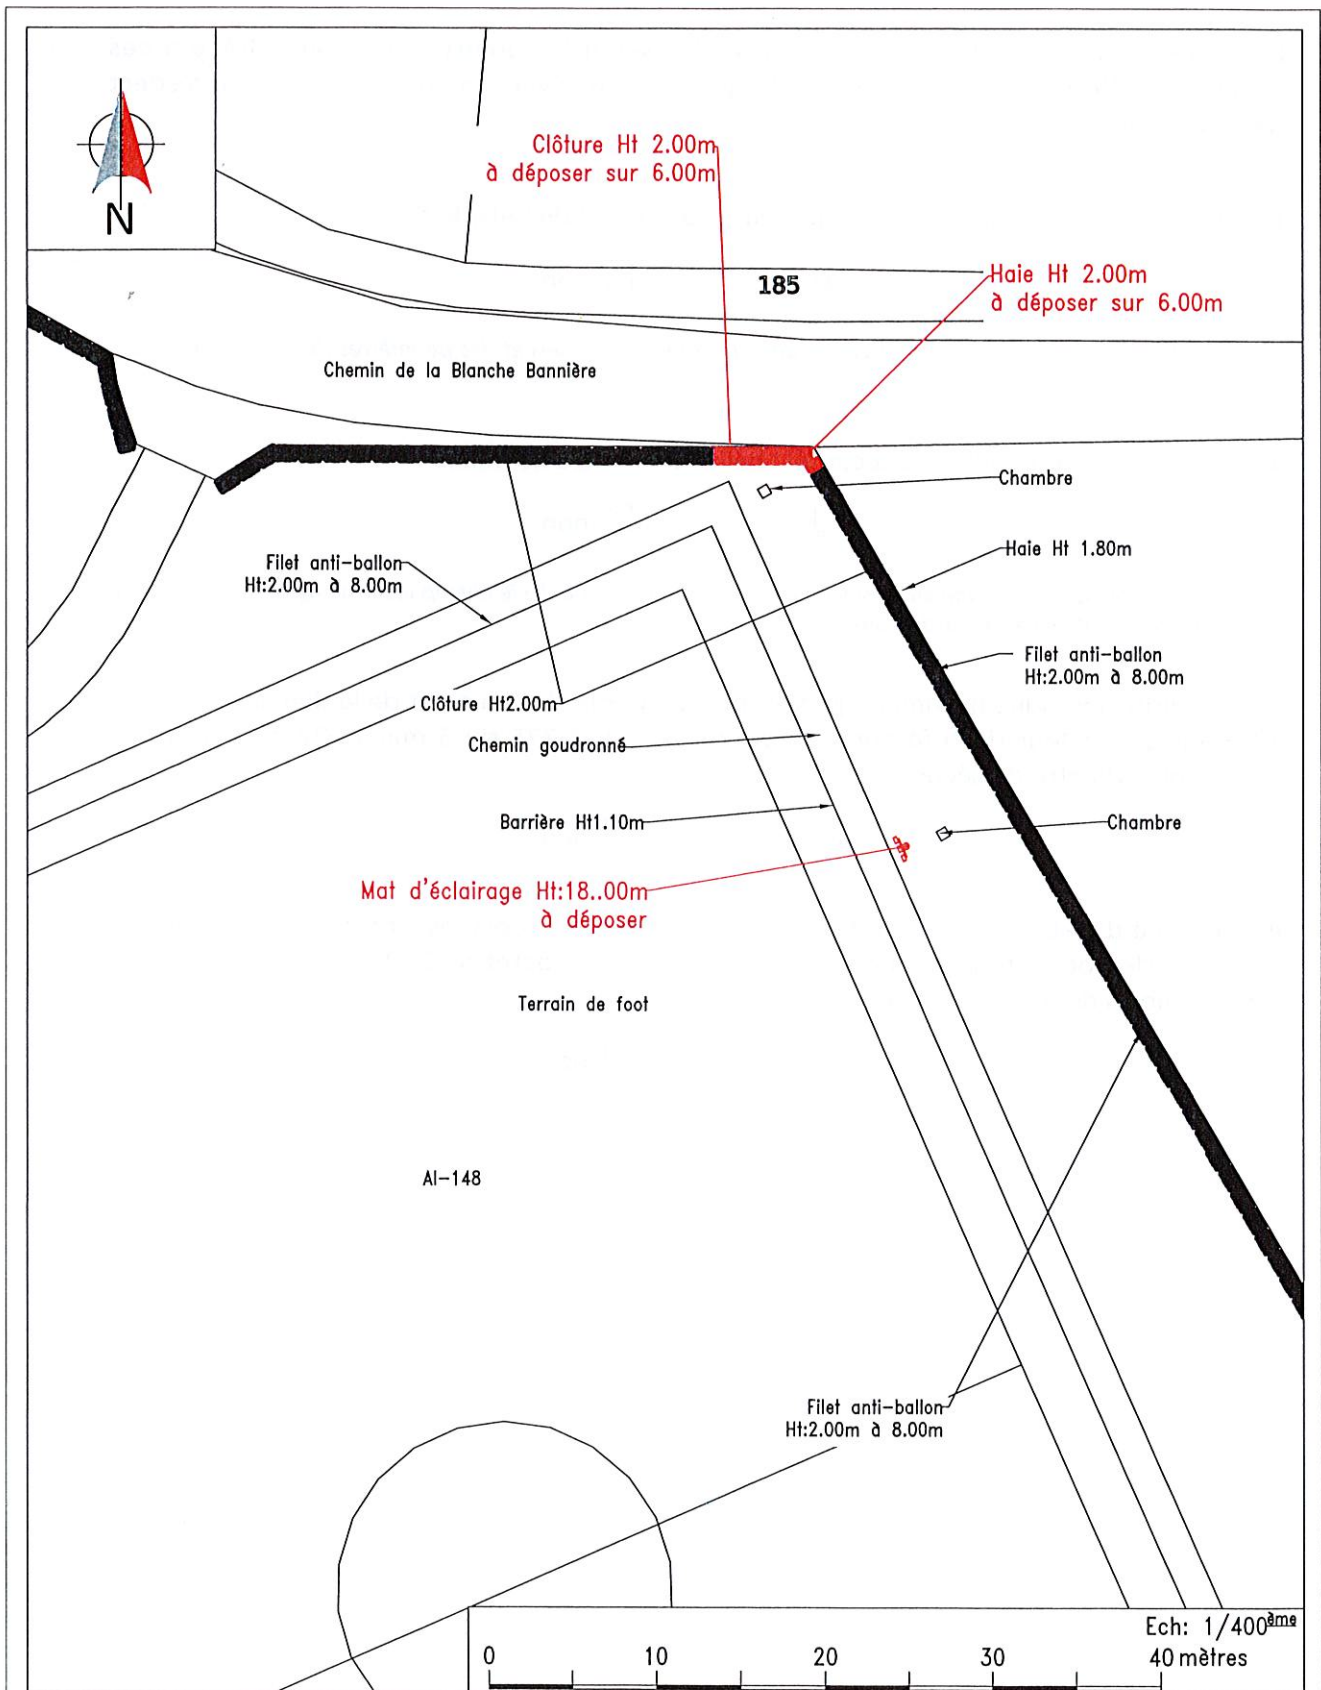 N
Clôture Ht 2.00m
à déposer sur 6.00m
185
Haie Ht 2.00m
à déposer sur 6.00m
Chemin de la Blanche Bannière
Chambre
Haie Ht 1.80m
Filet anti-ballon
Ht:2.00m à 8.00m
Filet anti-ballon
Ht:2.00m à 8.00m
Clôture Ht2.00m
Chemin goudronné
Barrière Ht1.10m
Chambre
Mat d'éclairage Ht:18..00m
à déposer
Terrain de foot
AI-148
Filet anti-ballon
Ht:2.00m à 8.00m
Ech: 1/400ème
0 10 20 30 40 mètres